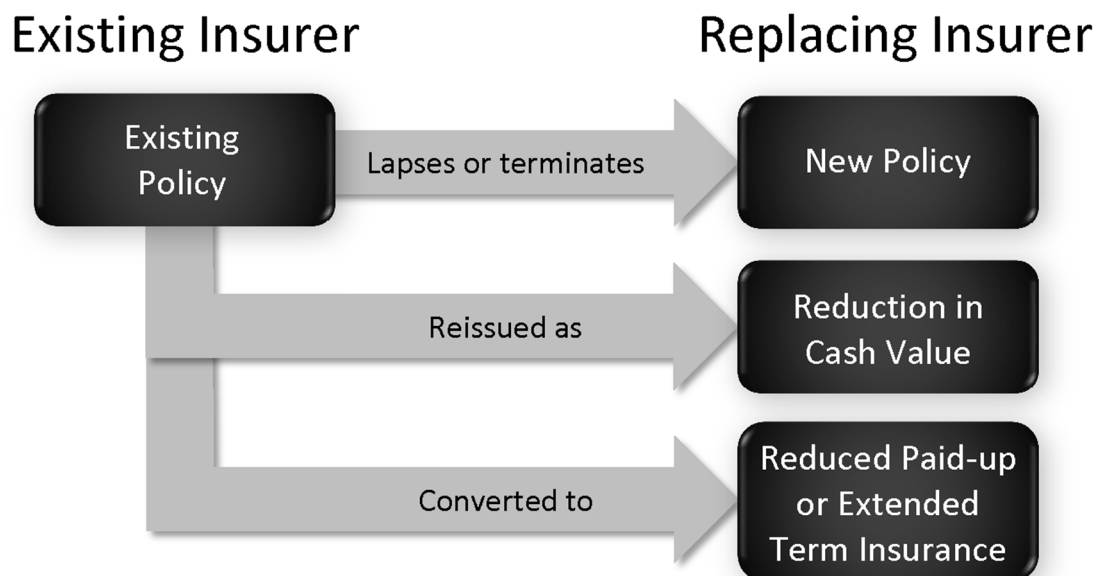 Existing Insurer
Replacing Insurer
Existing
Policy
Lapses or terminates
New Policy
Reissued as
Reduction in
Cash Value
Converted to
Reduced Paid-up
or Extended
Term Insurance